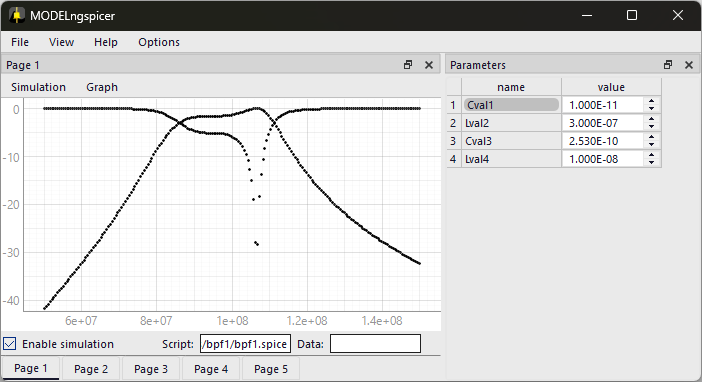 MODELngspicer
File View Help Options
Page 1
Simulation Graph
0
-10
-20
-30
-40
6e+07 8e+07 1e+08 1.2e+08 1.4e+08
Enable simulation Script: /bpf1/bpf1.spice Data:
Page 1 Page 2 Page 3 Page 4 Page 5
Parameters
name value
1 Cval1 1.000E-11
2 Lval2 3.000E-07
3 Cval3 2.530E-10
4 Lval4 1.000E-08